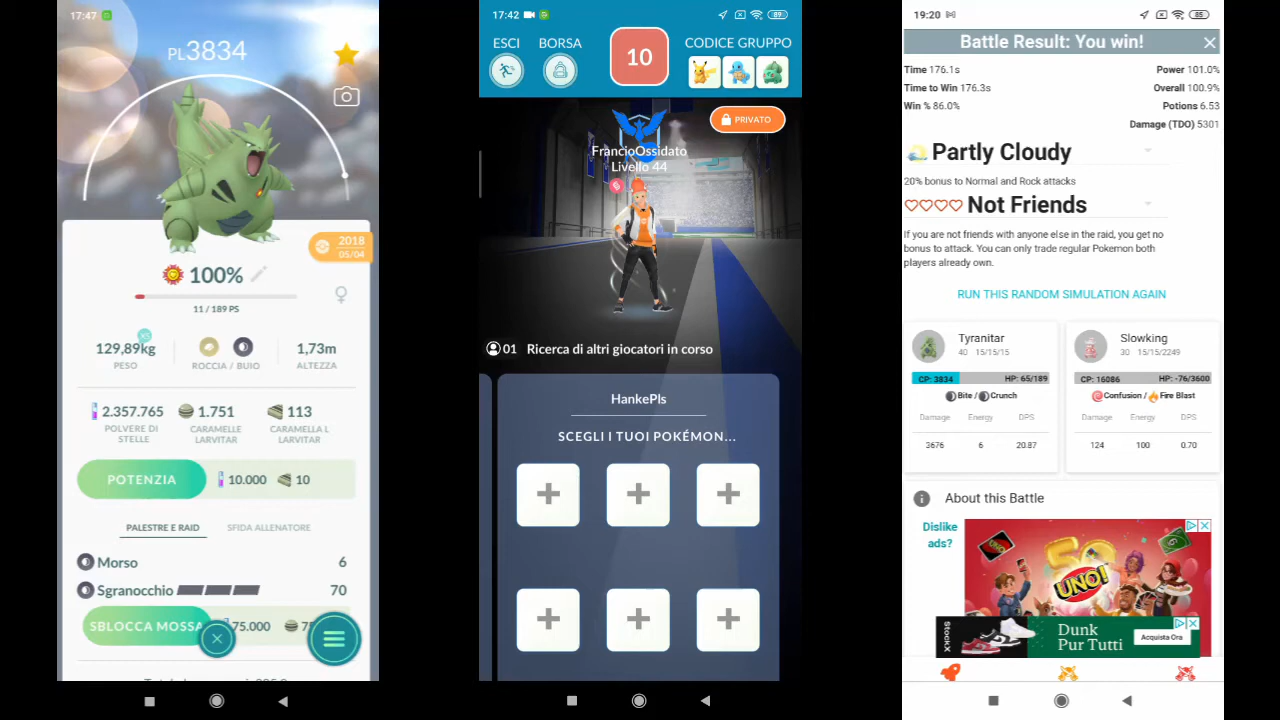 17:47
PL3834
2018
05/04
100%
11 / 189 PS
XS
129,89kg
PESO
ROCCIA / BUIO
1,73m
ALTEZZA
2.357.765
POLVERE DI
STELLE
1.751
CARAMELLE
LARVITAR
113
CARAMELLA L
LARVITAR
POTENZIA
10.000
10
PALESTRE E RAID
SFIDA ALLENATORE
Morso
6
Sgranocchio
70
SBLOCCA MOSSA
75.000
17:42
89
ESCI
BORSA
10
CODICE GRUPPO
PRIVATO
FrancioOssidato
Livello 44
01 Ricerca di altri giocatori in corso
HankePls
SCEGLI I TUOI POKÉMON...
19:20
85
Battle Result: You win!
Time 176.1s
Power 101.0%
Time to Win 176.3s
Overall 100.9%
Win % 86.0%
Potions 6.53
Damage (TDO) 5301
Partly Cloudy
20% bonus to Normal and Rock attacks
Not Friends
If you are not friends with anyone else in the raid, you get no
bonus to attack. You can only trade regular Pokemon both
players already own.
RUN THIS RANDOM SIMULATION AGAIN
Tyranitar
40 15/15/15
CP: 3834
HP: 65/189
Bite / Crunch
Damage Energy DPS
3676 6 20.87
Slowking
30 15/15/2249
CP: 16086
HP: -76/3600
Confusion / Fire Blast
Damage Energy DPS
124 100 0.70
About this Battle
Dislike
ads?
50
UNO!
StockX
Dunk
Pur Tutti
Acquista Ora